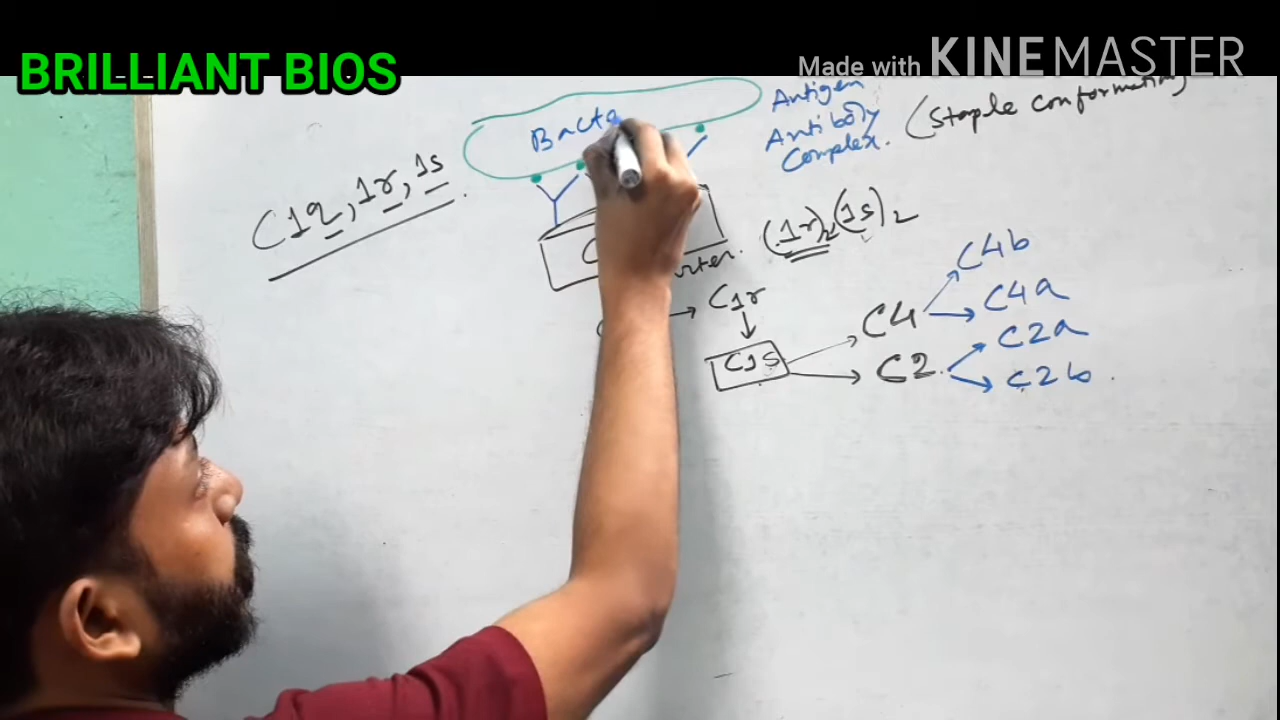 BRILLIANT BIOS
Made with KINEMASTER
Antigen
Antibody
Complex.
(Staple conformating
Bacte
C1q, 1r, 1s.
(1r)2(1s)2
C1r
C1s
C4
C4b
C4a
C2.
C2a
C2b.